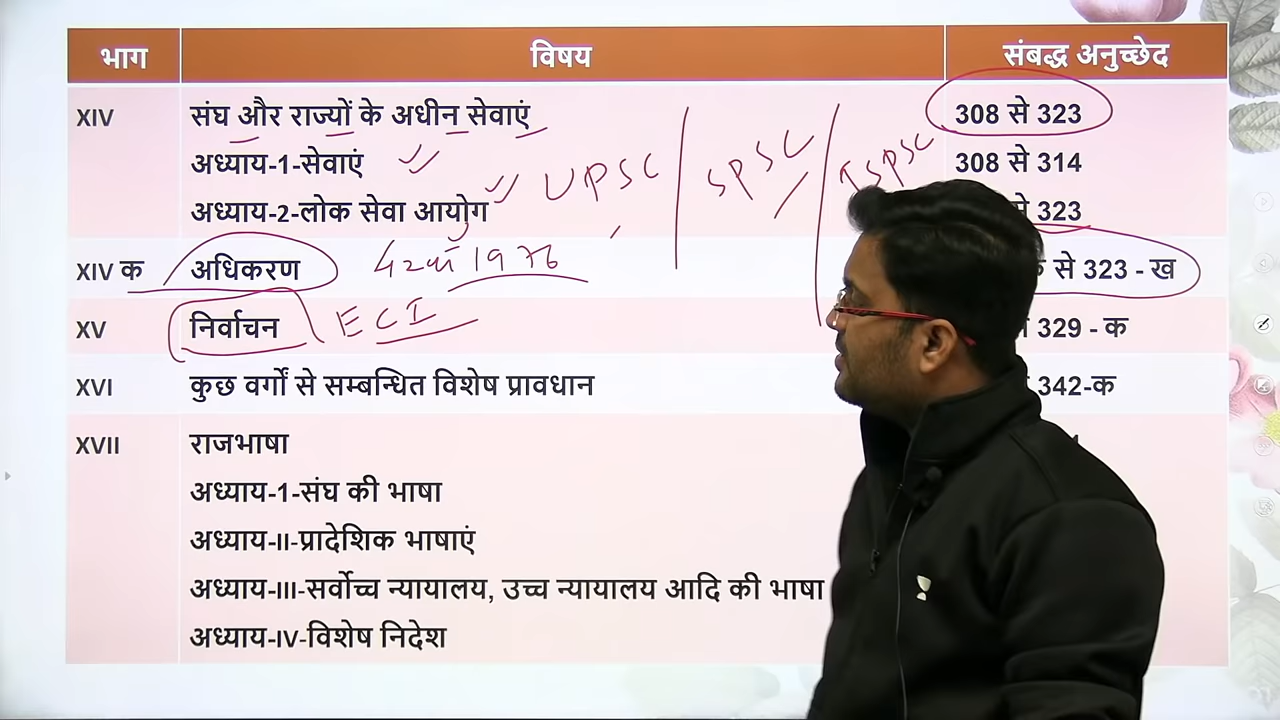 भाग विषय संबद्ध अनुच्छेद
XIV संघ और राज्यों के अधीन सेवाएं 308 से 323
अध्याय-1-सेवाएं 308 से 314
अध्याय-2-लोक सेवा आयोग से 323
UPSC / SPSC / JSPSC
XIV क अधिकरण से 323 - ख
42वां 1976
XV निर्वाचन 329 - क
ECI
XVI कुछ वर्गों से सम्बन्धित विशेष प्रावधान 342-क
XVII राजभाषा
अध्याय-1-संघ की भाषा
अध्याय-II-प्रादेशिक भाषाएं
अध्याय-III-सर्वोच्च न्यायालय, उच्च न्यायालय आदि की भाषा
अध्याय-IV-विशेष निदेश